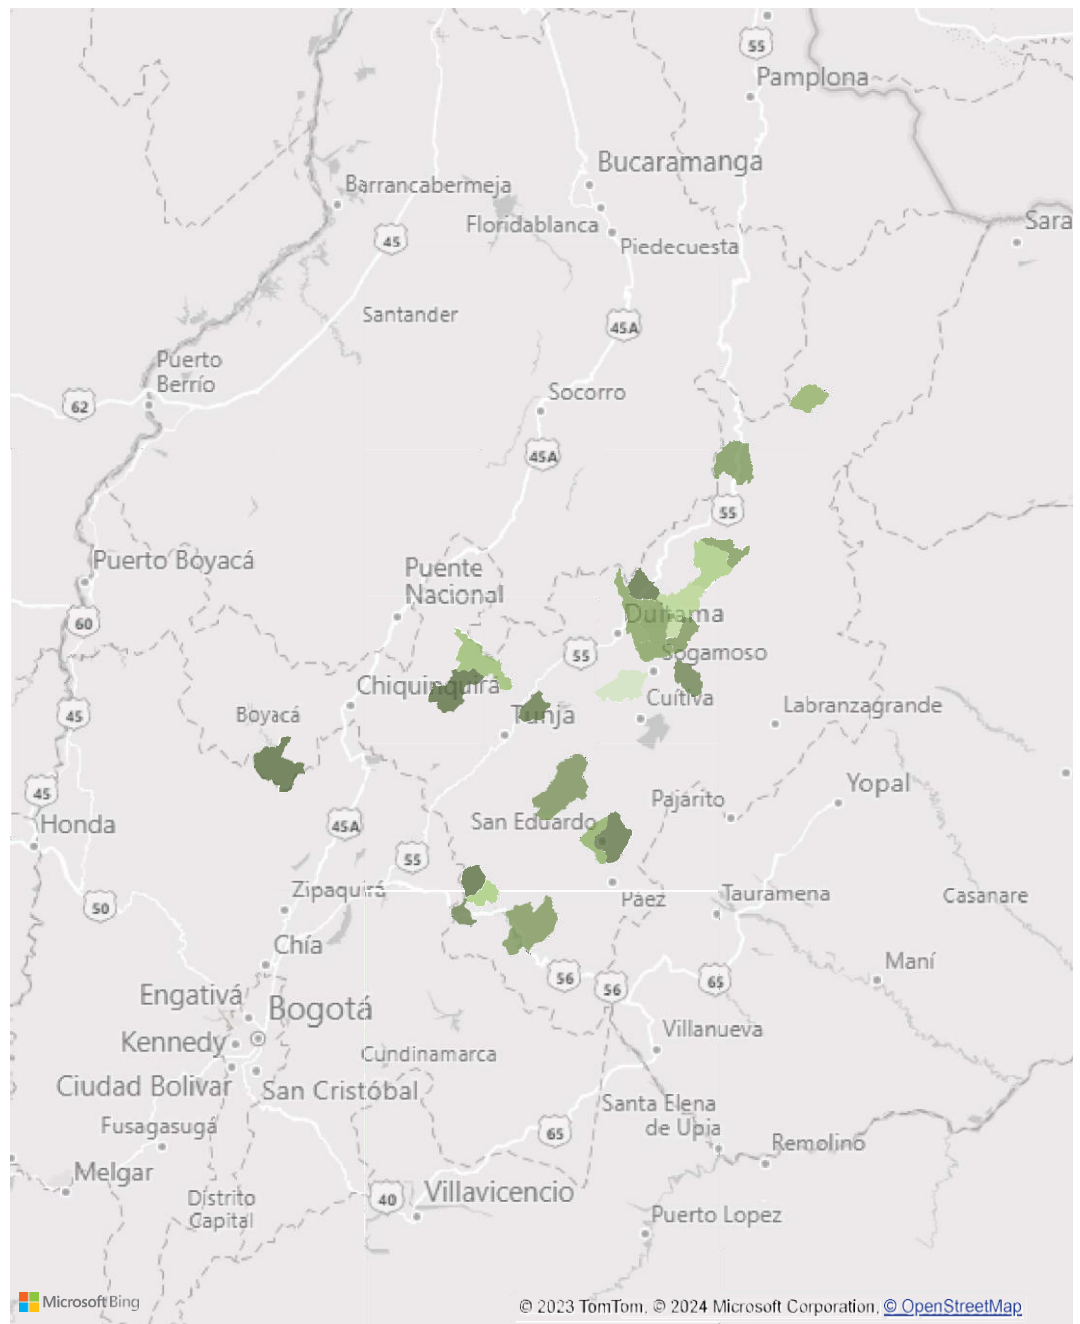 55
Pamplona
Bucaramanga
Barrancabermeja
Floridablanca
Sara
45
Piedecuesta
Santander
45A
Puerto
Berrío
62
Socorro
45A
55
Puerto Boyacá
Puente
Nacional
60
Duitama
55
Sogamoso
Chiquinquirá
Cuítiva
45
Boyacá
Tunja
Labranzagrande
45
Yopal
Pajárito
Honda
45A
San Eduardo
55
Zipaquirá
Páez
Tauramena
Casanare
50
Chía
Maní
56
56
65
Engativá
Bogotá
Villanueva
Kennedy
Cundinamarca
Ciudad Bolivar
San Cristóbal
Santa Elena
de Upia
Fusagasugá
65
Remolino
Melgar
Distrito
Capital
40
Villavicencio
Puerto Lopez
Microsoft Bing
© 2023 TomTom, © 2024 Microsoft Corporation, © OpenStreetMap